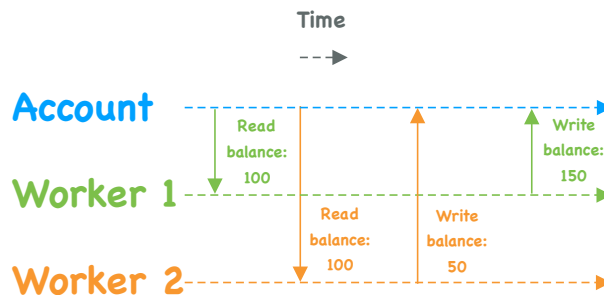 Time
Account
Read
balance:
100
Write
balance:
150
Worker 1
Read
balance:
100
Write
balance:
50
Worker 2